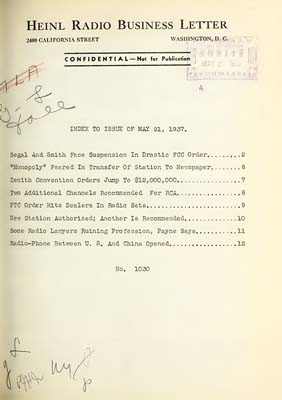 HEINL RADIO BUSINESS LETTER
2400 CALIFORNIA STREET WASHINGTON, D. C.
CONFIDENTIAL—Not for Publication
INDEX TO ISSUE OF MAY 21, 1937.
Segal And Smith Face Suspension In Drastic FCC Order........2
"Monopoly" Feared In Transfer Of Station To Newspaper.......6
Zenith Convention Orders Jump To $12,000,000................7
Two Additional Channels Recommended For RCA.................8
FTC Order Hits Dealers In Radio Sets........................9
New Station Authorized; Another Is Recommended.............10
Some Radio Lawyers Ruining Profession, Payne Says..........11
Radio-Phone Between U. S. And China Opened.................12
No. 1030